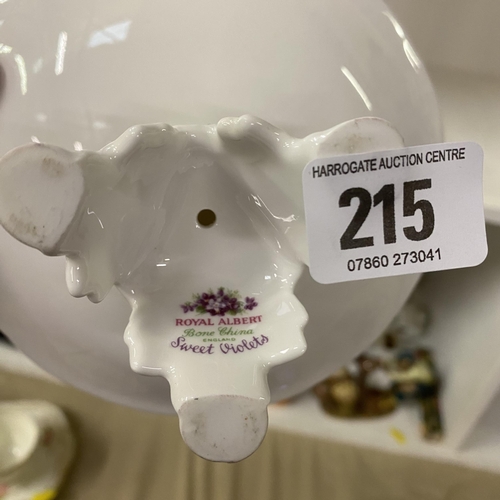 HARROGATE AUCTION CENTRE
215
07860 273041
ROYAL ALBERT
Bone China
ENGLAND
Sweet Violets